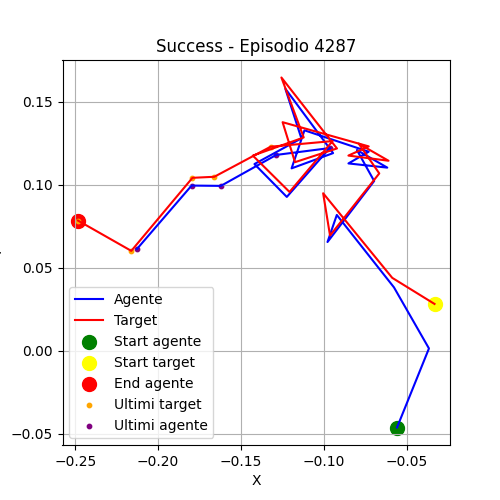 Success - Episodio 4287
0.15
0.10
0.05
0.00
−0.05
Agente
Target
Start agente
Start target
End agente
Ultimi target
Ultimi agente
−0.25 −0.20 −0.15 −0.10 −0.05
X